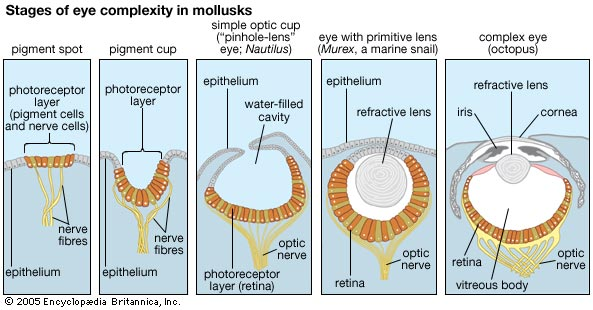 Stages of eye complexity in mollusks
pigment spot
photoreceptor
layer
(pigment cells
and nerve cells)
nerve
fibres
epithelium
pigment cup
photoreceptor
layer
nerve
fibres
epithelium
simple optic cup
("pinhole-lens"
eye; Nautilus)
epithelium
water-filled
cavity
optic
nerve
photoreceptor
layer (retina)
eye with primitive lens
(Murex, a marine snail)
epithelium
refractive lens
optic
nerve
retina
complex eye
(octopus)
refractive lens
iris
cornea
retina
optic
nerve
vitreous body
© 2005 Encyclopædia Britannica, Inc.